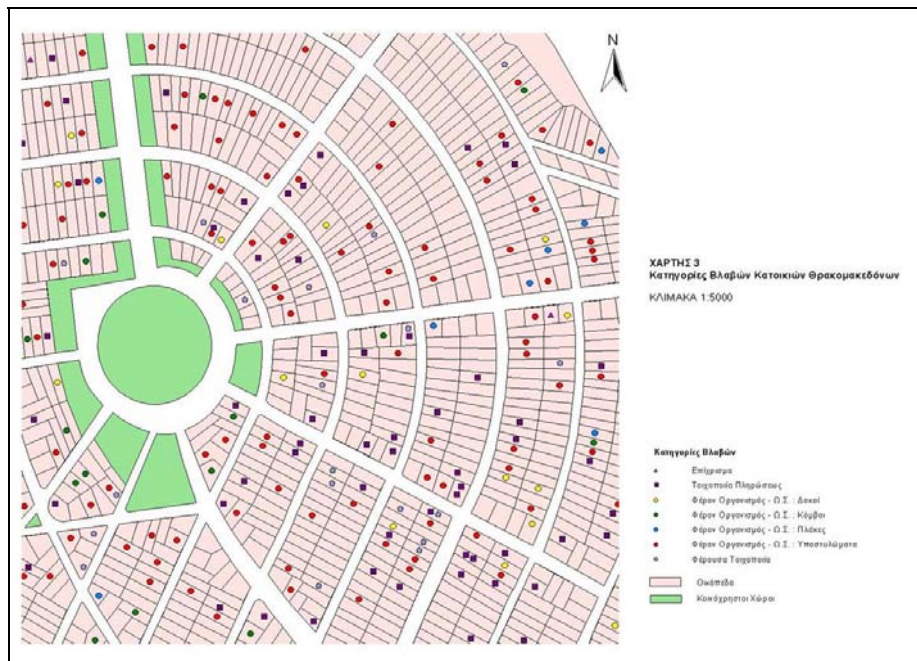 N
ΧΑΡΤΗΣ 3
Κατηγορίες Βλαβών Κατοικιών Θρακομακεδόνων
ΚΛΙΜΑΚΑ 1:5000
Κατηγορίες Βλαβών
Επίχρισμα
Τοιχοποιία Πληρώσεως
Φέρον Οργανισμός - Ω.Σ. : Δοκοί
Φέρον Οργανισμός - Ω.Σ. : Κόμβοι
Φέρον Οργανισμός - Ω.Σ. : Πλάκες
Φέρον Οργανισμός - Ω.Σ. : Υποστυλώματα
Φέρουσα Τοιχοποιία
Οικόπεδα
Κοινόχρηστοι Χώροι